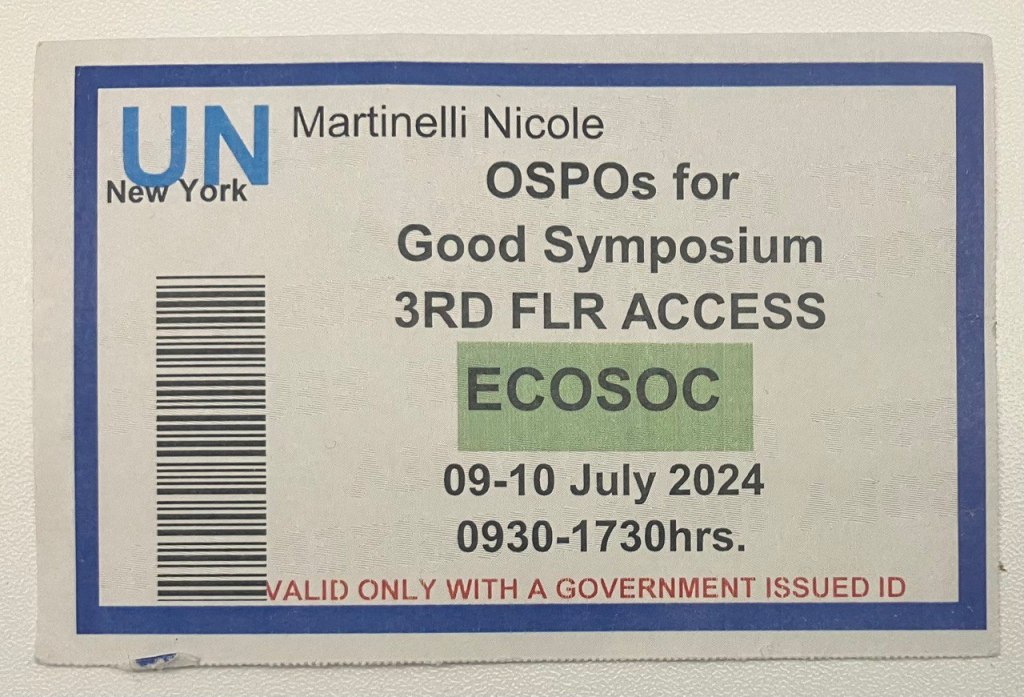 UN
New York
Martinelli Nicole
OSPOs for
Good Symposium
3RD FLR ACCESS
ECOSOC
09-10 July 2024
0930-1730hrs.
VALID ONLY WITH A GOVERNMENT ISSUED ID